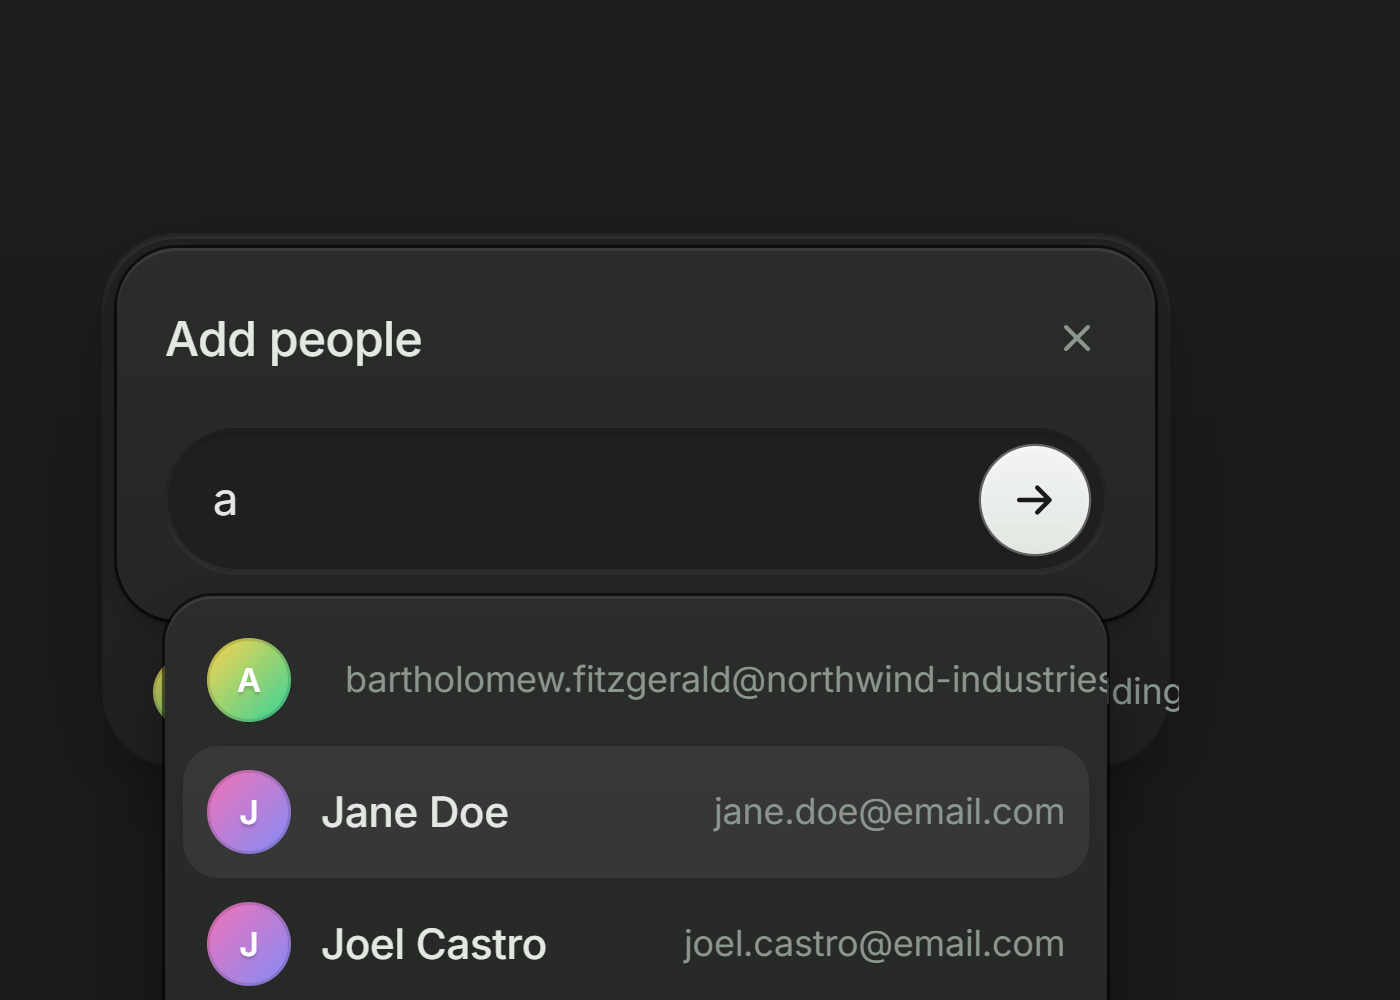 Add people
a
A bartholomew.fitzgerald@northwind-industries
ding
J Jane Doe jane.doe@email.com
J Joel Castro joel.castro@email.com